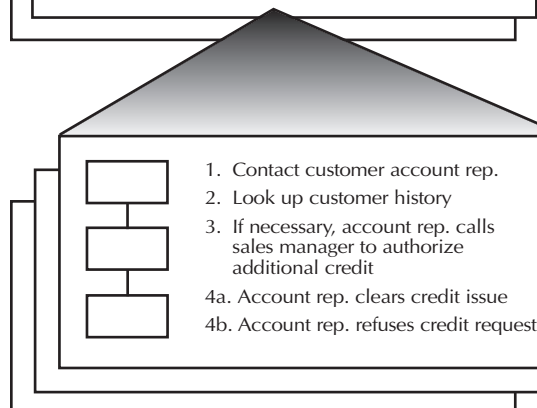 1. Contact customer account rep.
2. Look up customer history
3. If necessary, account rep. calls
sales manager to authorize
additional credit
4a. Account rep. clears credit issue
4b. Account rep. refuses credit request